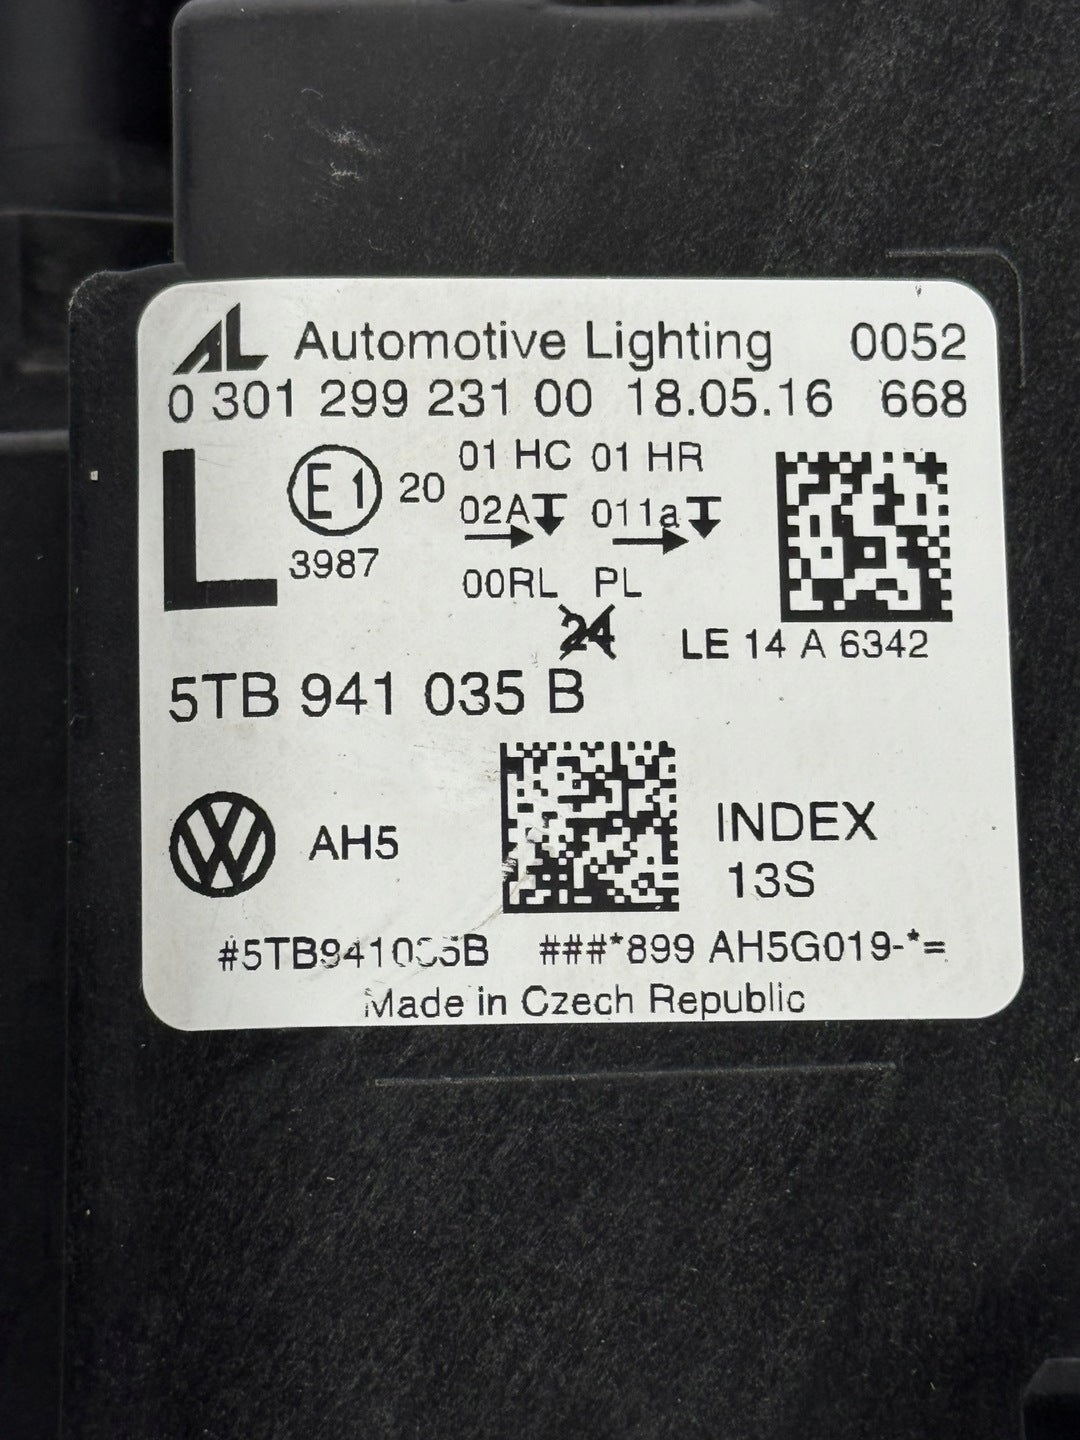 AL Automotive Lighting 0052
0 301 299 231 00 18.05.16 668
L E1 20 01 HC 01 HR
02A 011a
3987
00RL PL
24
LE 14 A 6342
5TB 941 035 B
VW AH5
INDEX
13S
#5TB941035B ###*899 AH5G019-*=
Made in Czech Republic